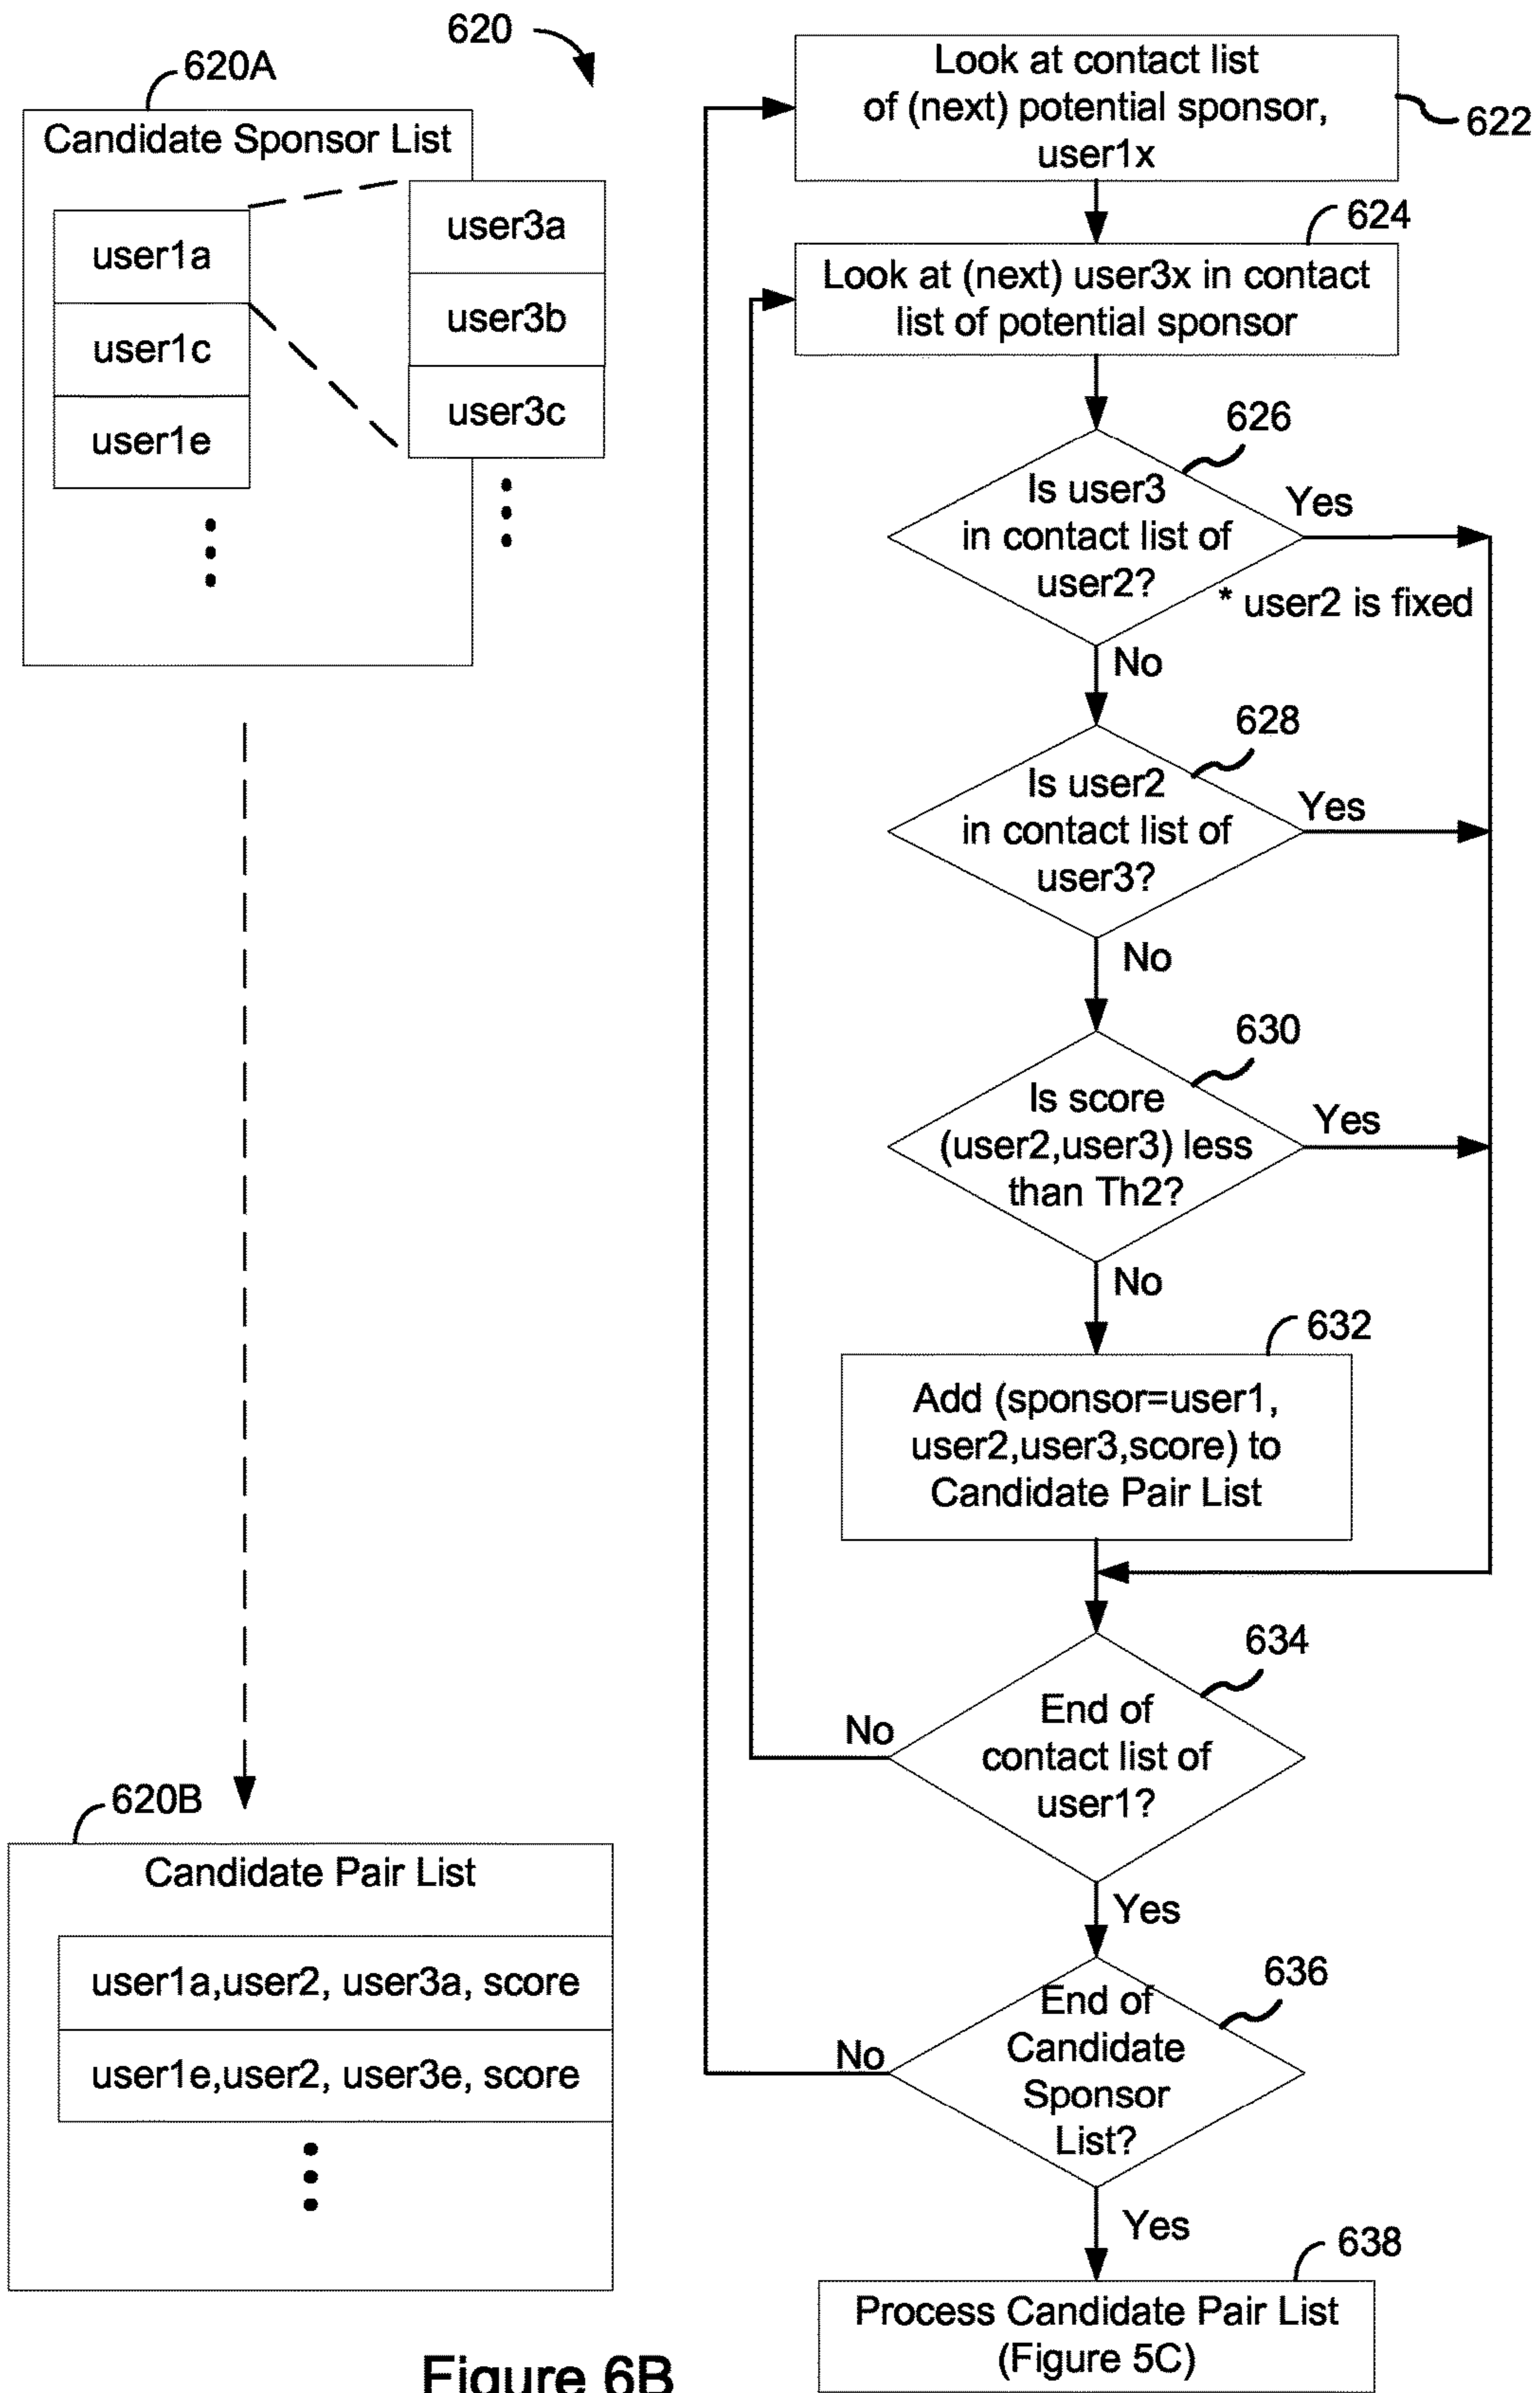 620
620A
Candidate Sponsor List
user1a
user1c
user1e
user3a
user3b
user3c
Look at contact list
of (next) potential sponsor,
user1x
622
624
Look at (next) user3x in contact
list of potential sponsor
626
Is user3
in contact list of
user2?
Yes
* user2 is fixed
No
628
Is user2
in contact list of
user3?
Yes
No
630
Is score
(user2,user3) less
than Th2?
Yes
No
632
Add (sponsor=user1,
user2,user3,score) to
Candidate Pair List
634
End of
contact list of
user1?
No
Yes
636
End of
Candidate
Sponsor
List?
No
Yes
638
Process Candidate Pair List
(Figure 5C)
620B
Candidate Pair List
user1a,user2, user3a, score
user1e,user2, user3e, score
Figure 6B